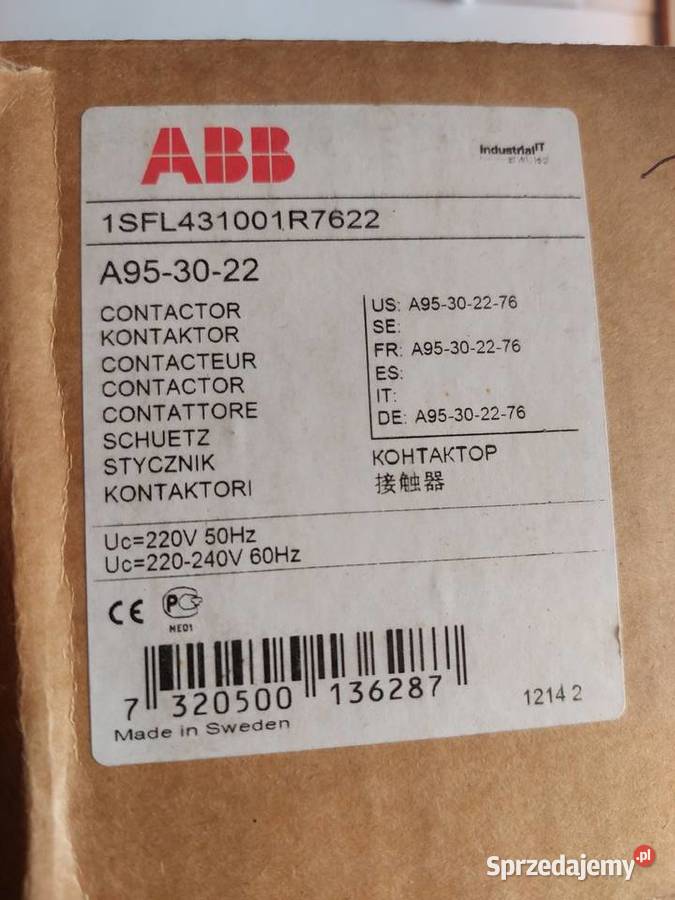 ABB
Industrial IT
1SFL431001R7622
A95-30-22
CONTACTOR
KONTAKTOR
CONTACTEUR
CONTACTOR
CONTATTORE
SCHUETZ
STYCZNIK
KONTAKTORI
US: A95-30-22-76
SE:
FR: A95-30-22-76
ES:
IT:
DE: A95-30-22-76
КОНТАКТОР
接触器
Uc=220V 50Hz
Uc=220-240V 60Hz
CE
ME01
7 320500 136287
1214 2
Made in Sweden
Sprzedajemy.pl